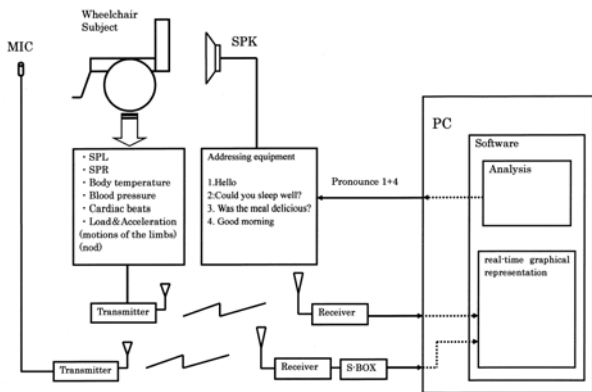 Wheelchair
Subject
MIC
SPK
PC
Software
Analysis
・SPL
・SPR
・Body temperature
・Blood pressure
・Cardiac beats
・Load＆Acceleration
(motions of the limbs)
(nod)
Addressing equipment
1.Hello
2:Could you sleep well?
3. Was the meal delicious?
4. Good morning
Pronounce 1+4
real-time graphical
representation
Transmitter
Receiver
Transmitter
Receiver
S-BOX